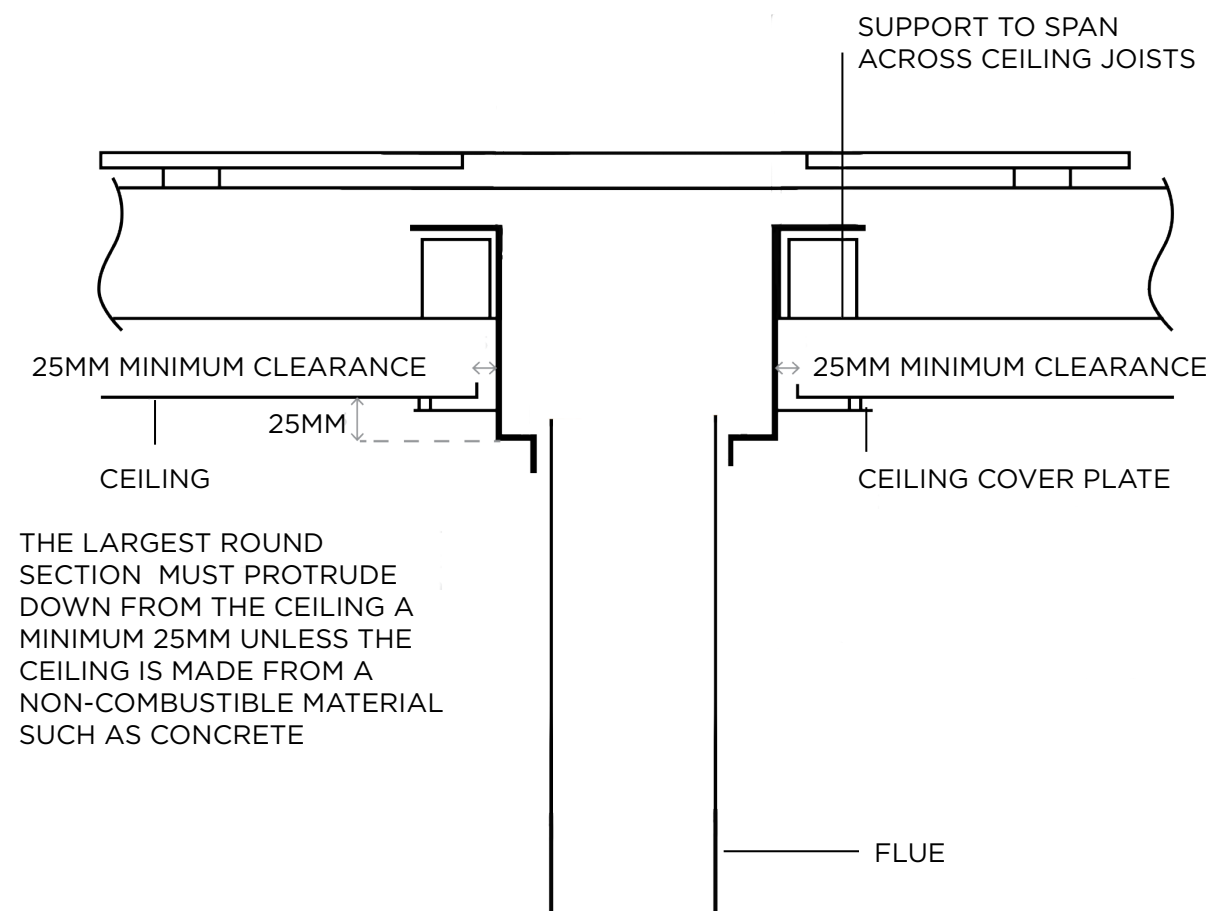 SUPPORT TO SPAN
ACROSS CEILING JOISTS
25MM MINIMUM CLEARANCE
25MM MINIMUM CLEARANCE
25MM
CEILING
CEILING COVER PLATE
THE LARGEST ROUND
SECTION MUST PROTRUDE
DOWN FROM THE CEILING A
MINIMUM 25MM UNLESS THE
CEILING IS MADE FROM A
NON-COMBUSTIBLE MATERIAL
SUCH AS CONCRETE
FLUE